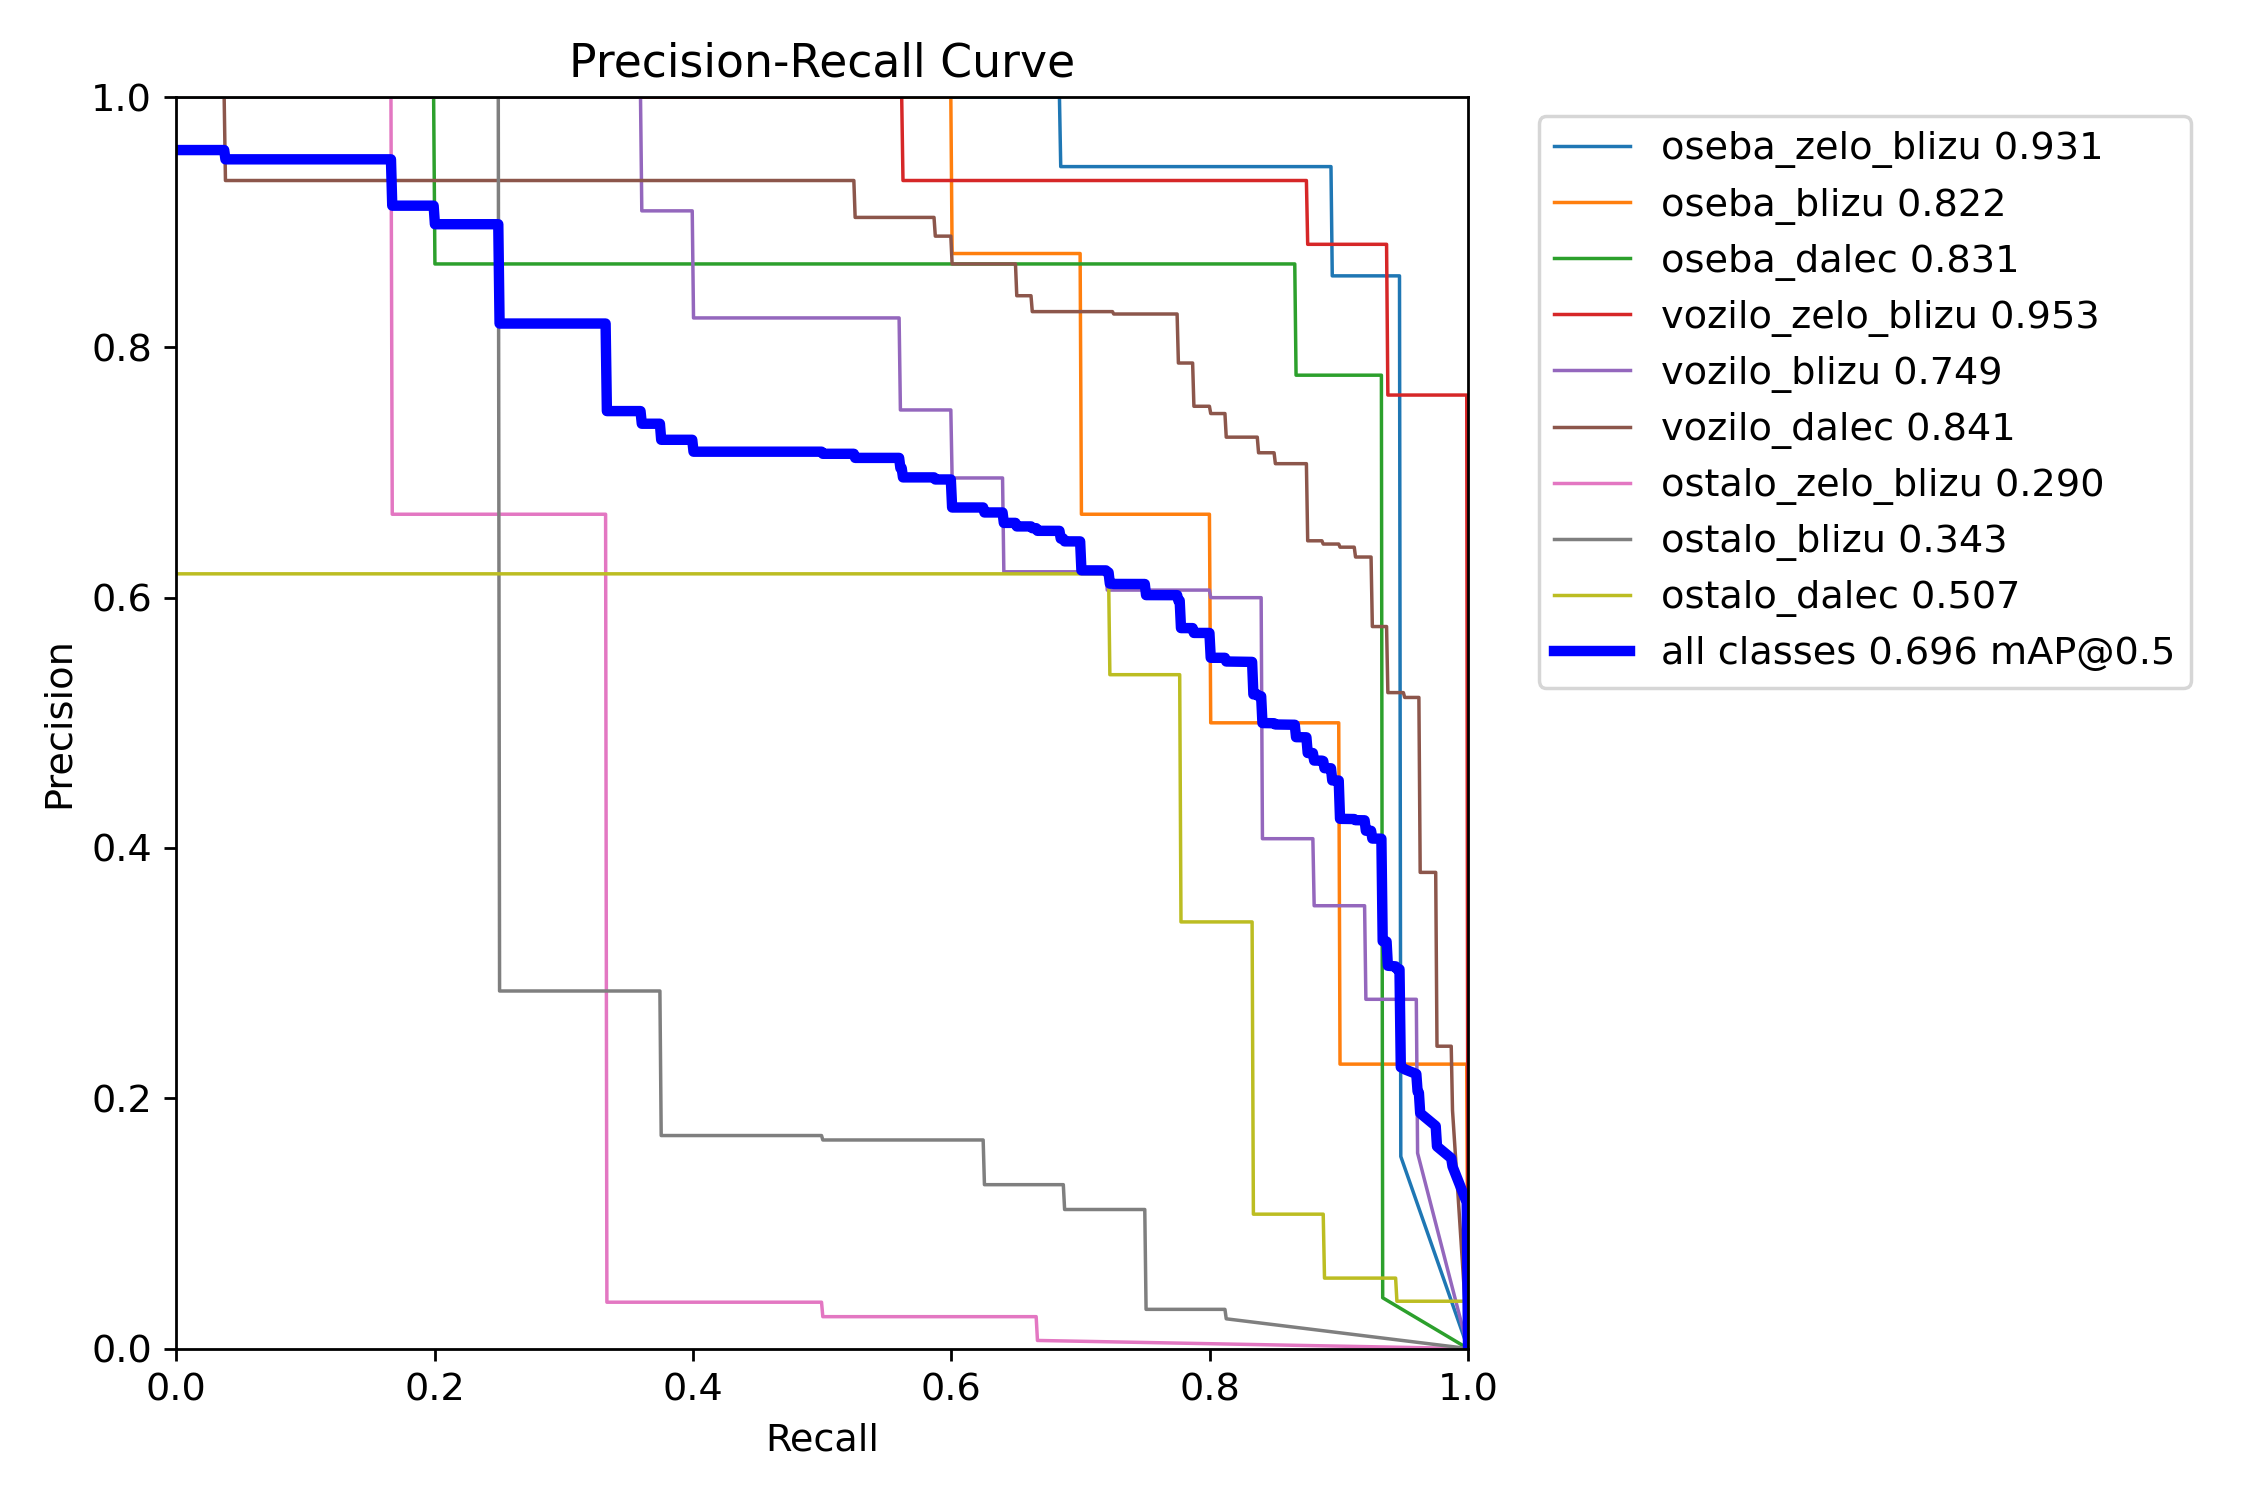 Precision-Recall Curve
1.0
0.8
0.6
0.4
0.2
0.0
Precision
0.0 0.2 0.4 0.6 0.8 1.0
Recall
oseba_zelo_blizu 0.931
oseba_blizu 0.822
oseba_dalec 0.831
vozilo_zelo_blizu 0.953
vozilo_blizu 0.749
vozilo_dalec 0.841
ostalo_zelo_blizu 0.290
ostalo_blizu 0.343
ostalo_dalec 0.507
all classes 0.696 mAP@0.5